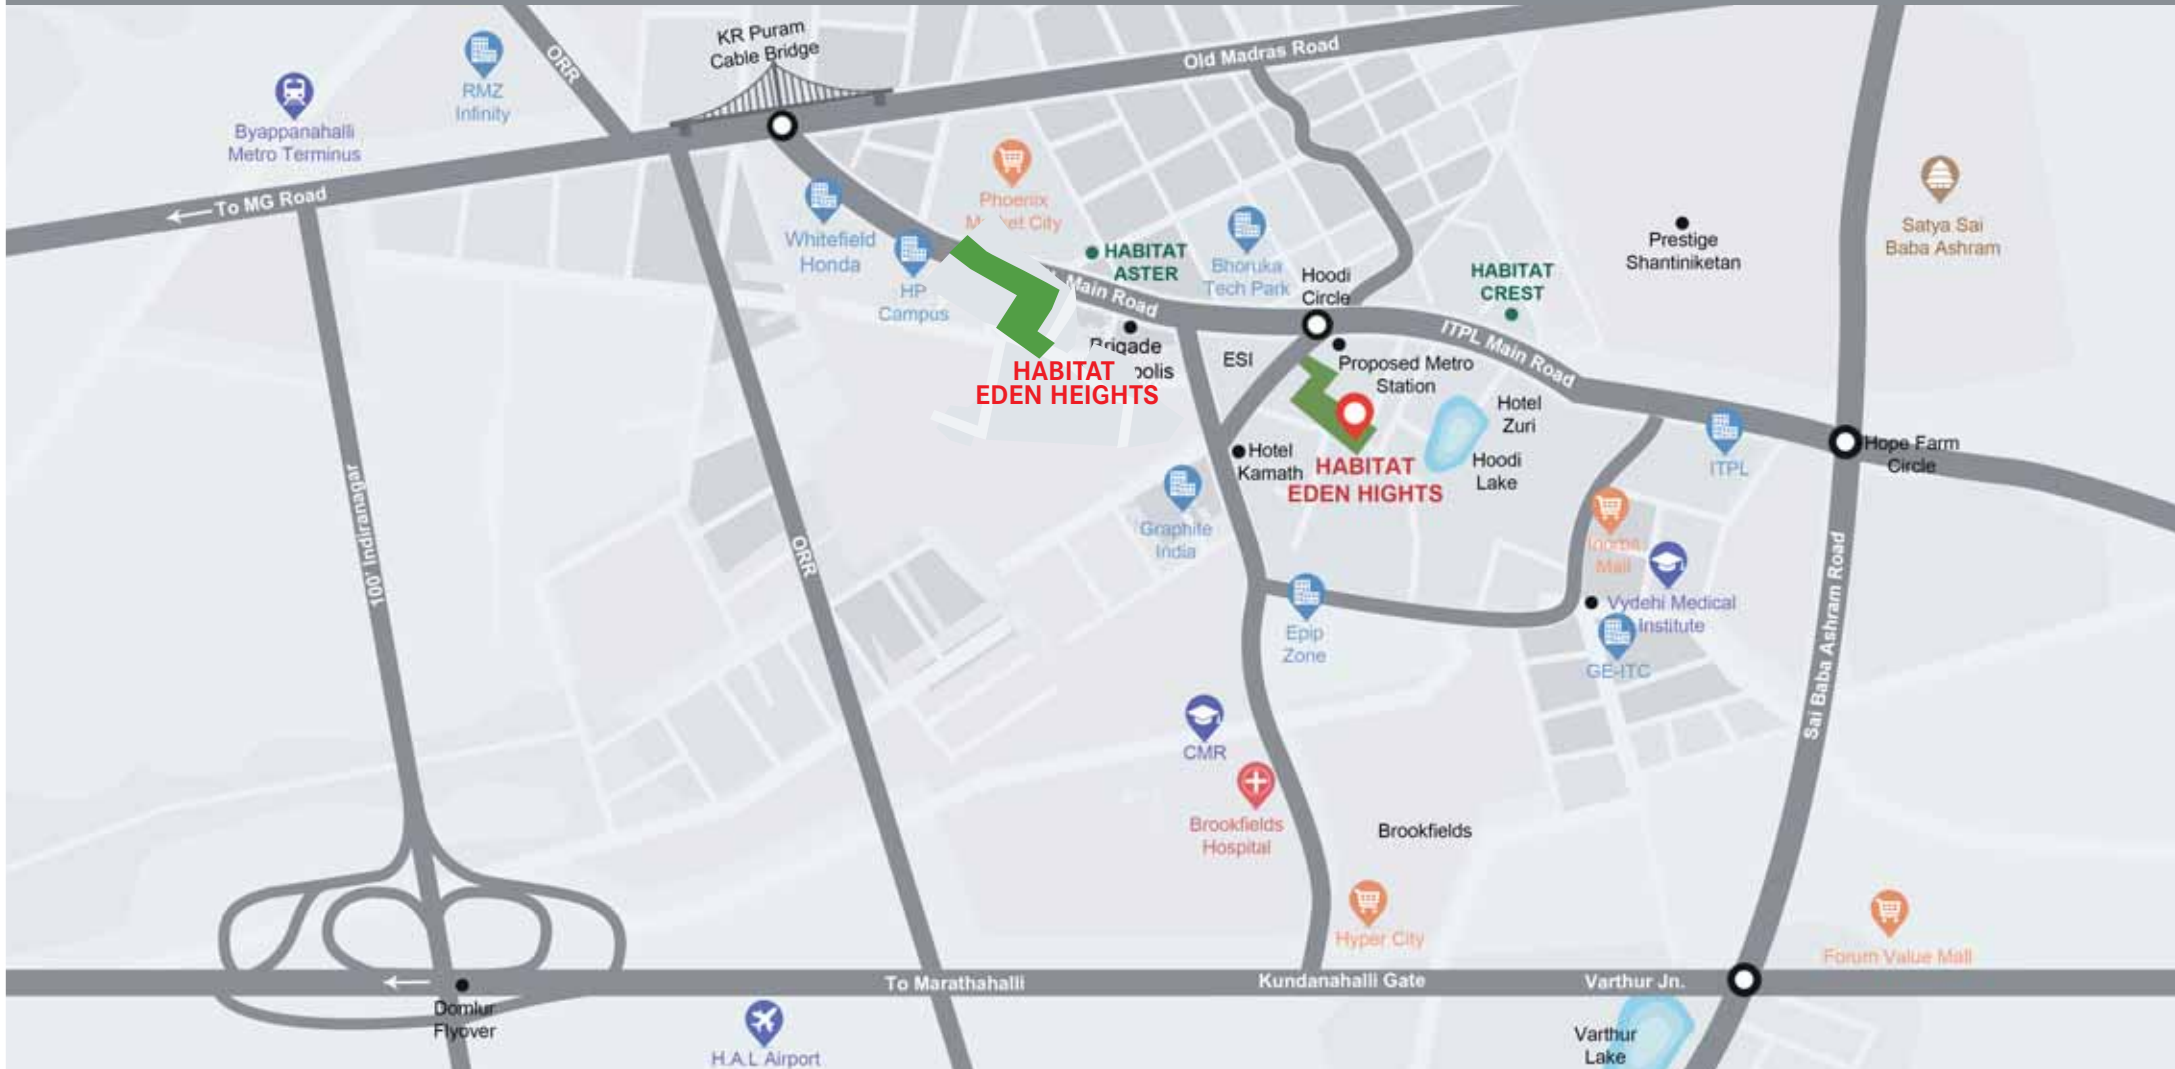 KR Puram
Cable Bridge
ORR
RMZ
Infinity
Old Madras Road
Byappanahalli
Metro Terminus
To MG Road
Phoenix
City
Whitefield
Honda
HP
Campus
HABITAT
ASTER
Bhoruka
Tech Park
Hoodi
Circle
HABITAT
CREST
Prestige
Shantiniketan
Satya Sai
Baba Ashram
Main Road
Brigade
HABITAT
EDEN HEIGHTS
ESI
Proposed Metro
Station
ITPL Main Road
Hotel
Zuri
Hoodi
Lake
Hotel
Kamath
HABITAT
EDEN HIGHTS
ITPL
Hope Farm
Circle
100' Indiranagar
ORR
Graphite
India
Inorbit
Mall
Vydehi Medical
Institute
GE-ITC
Epip
Zone
Sai Baba Ashram Road
CMR
Brookfields
Hospital
Brookfields
Hyper City
Forum Value Mall
To Marathahalli
Kundanahalli Gate
Varthur Jn.
Domlur
Flyover
H.A.L Airport
Varthur
Lake